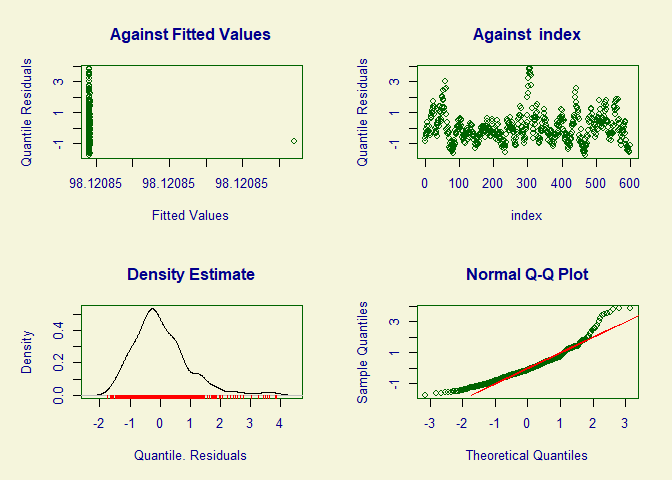 Against Fitted Values
Quantile Residuals
-1 1 3
98.12085 98.12085 98.12085
Fitted Values
Against index
Quantile Residuals
-1 1 3
0 100 200 300 400 500 600
index
Density Estimate
Density
0.0 0.2 0.4
-2 -1 0 1 2 3 4
Quantile. Residuals
Normal Q-Q Plot
Sample Quantiles
-1 1 3
-3 -2 -1 0 1 2 3
Theoretical Quantiles